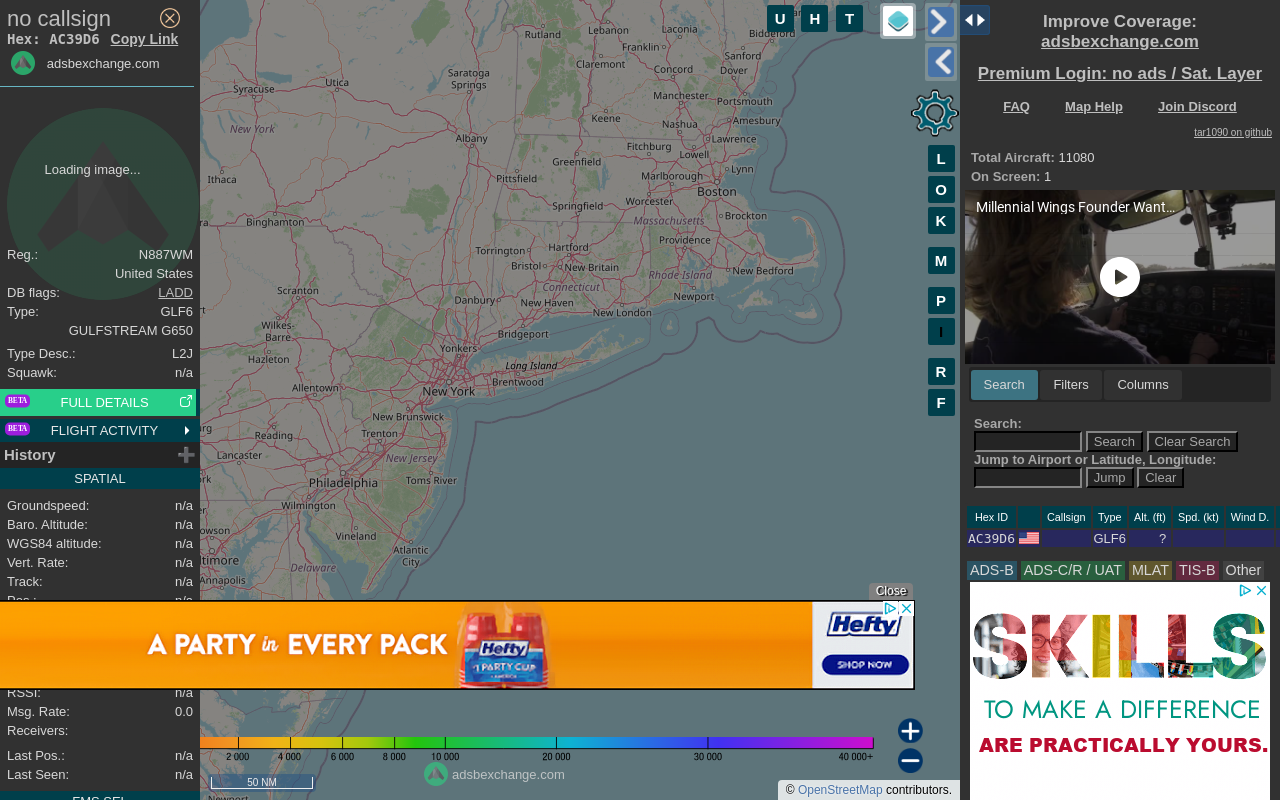 no callsign
Hex: AC39D6 Copy Link
adsbexchange.com
Loading image...
Reg.: N887WM
United States
DB flags: LADD
Type: GLF6
GULFSTREAM G650
Type Desc.: L2J
Squawk: n/a
BETA FULL DETAILS
BETA FLIGHT ACTIVITY
History
SPATIAL
Groundspeed: n/a
Baro. Altitude: n/a
WGS84 altitude: n/a
Vert. Rate: n/a
Track: n/a
Pos.: n/a
RSSI: n/a
Msg. Rate: 0.0
Receivers:
Last Pos.: n/a
Last Seen: n/a
FMS SEL
U H T
L
O
K
M
P
I
R
F
Rutland
Lebanon
Laconia
Biddeford
Franklin
Sanford
Claremont
Concord
Dover
Utica
Saratoga
Springs
Syracuse
Manchester
Portsmouth
Keene
Nashua
Amesbury
New York
Albany
Lawrence
Fitchburg
Lowell
Greenfield
Lynn
Ithaca
Pittsfield
Marlborough
Boston
Springfield
Worcester
Binghamton
Massachusetts
Brockton
Providence
Torrington
Hartford
Bristol
New Britain
Rhode Island
New Bedford
Connecticut
Scranton
Danbury
New Haven
Newport
New London
Wilkes-
Barre
Bridgeport
Yonkers
Hazleton
Long Island
Allentown
New York
Brentwood
New Brunswick
Reading
Trenton
Lancaster
New Jersey
Philadelphia
Toms River
Wilmington
Vineland
Atlantic
City
Annapolis
Delaware
Close
A PARTY in EVERY PACK
Hefty
PARTY CUP
Hefty
SHOP NOW
2 000 4 000 6 000 8 000 10 000 20 000 30 000 40 000+
adsbexchange.com
50 NM
Newport
© OpenStreetMap contributors.
Improve Coverage:
adsbexchange.com
Premium Login: no ads / Sat. Layer
FAQ Map Help Join Discord
tar1090 on github
Total Aircraft: 11080
On Screen: 1
Millennial Wings Founder Want...
Search Filters Columns
Search:
Search Clear Search
Jump to Airport or Latitude, Longitude:
Jump Clear
Hex ID Callsign Type Alt. (ft) Spd. (kt) Wind D.
AC39D6 GLF6 ?
ADS-B ADS-C/R / UAT MLAT TIS-B Other
SKILLS
TO MAKE A DIFFERENCE
ARE PRACTICALLY YOURS.